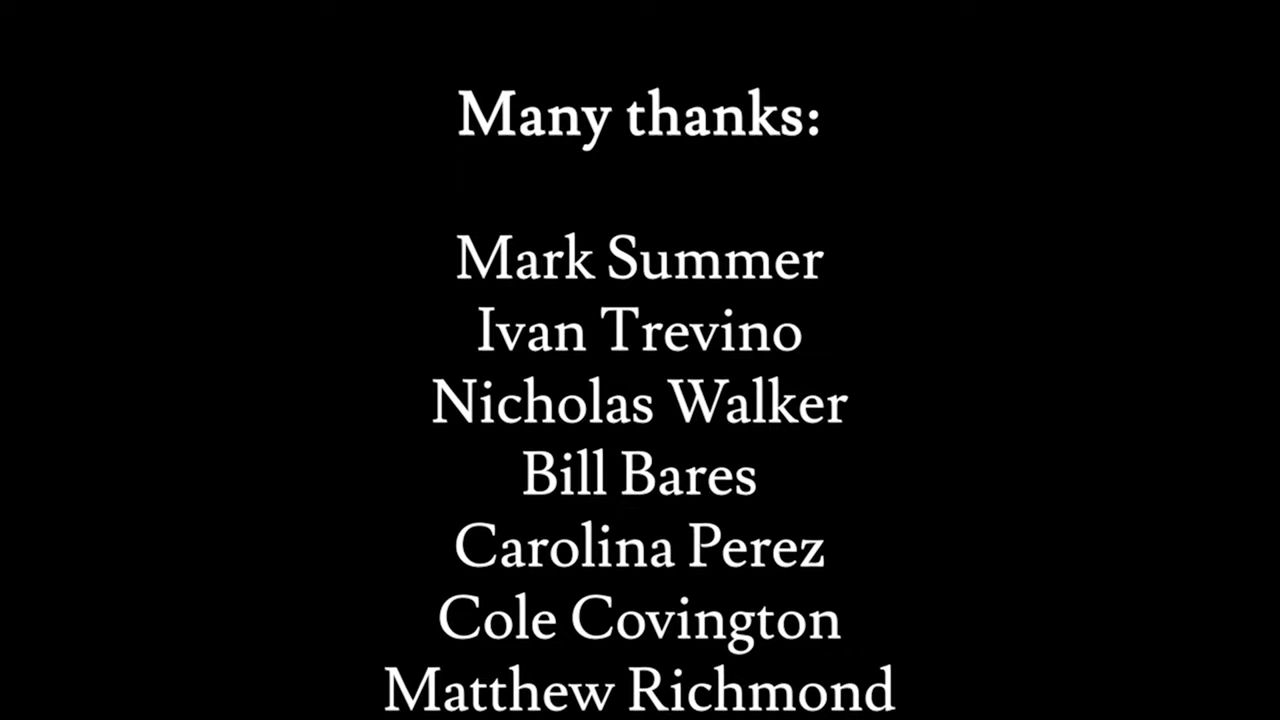 Many thanks:
Mark Summer
Ivan Trevino
Nicholas Walker
Bill Bares
Carolina Perez
Cole Covington
Matthew Richmond